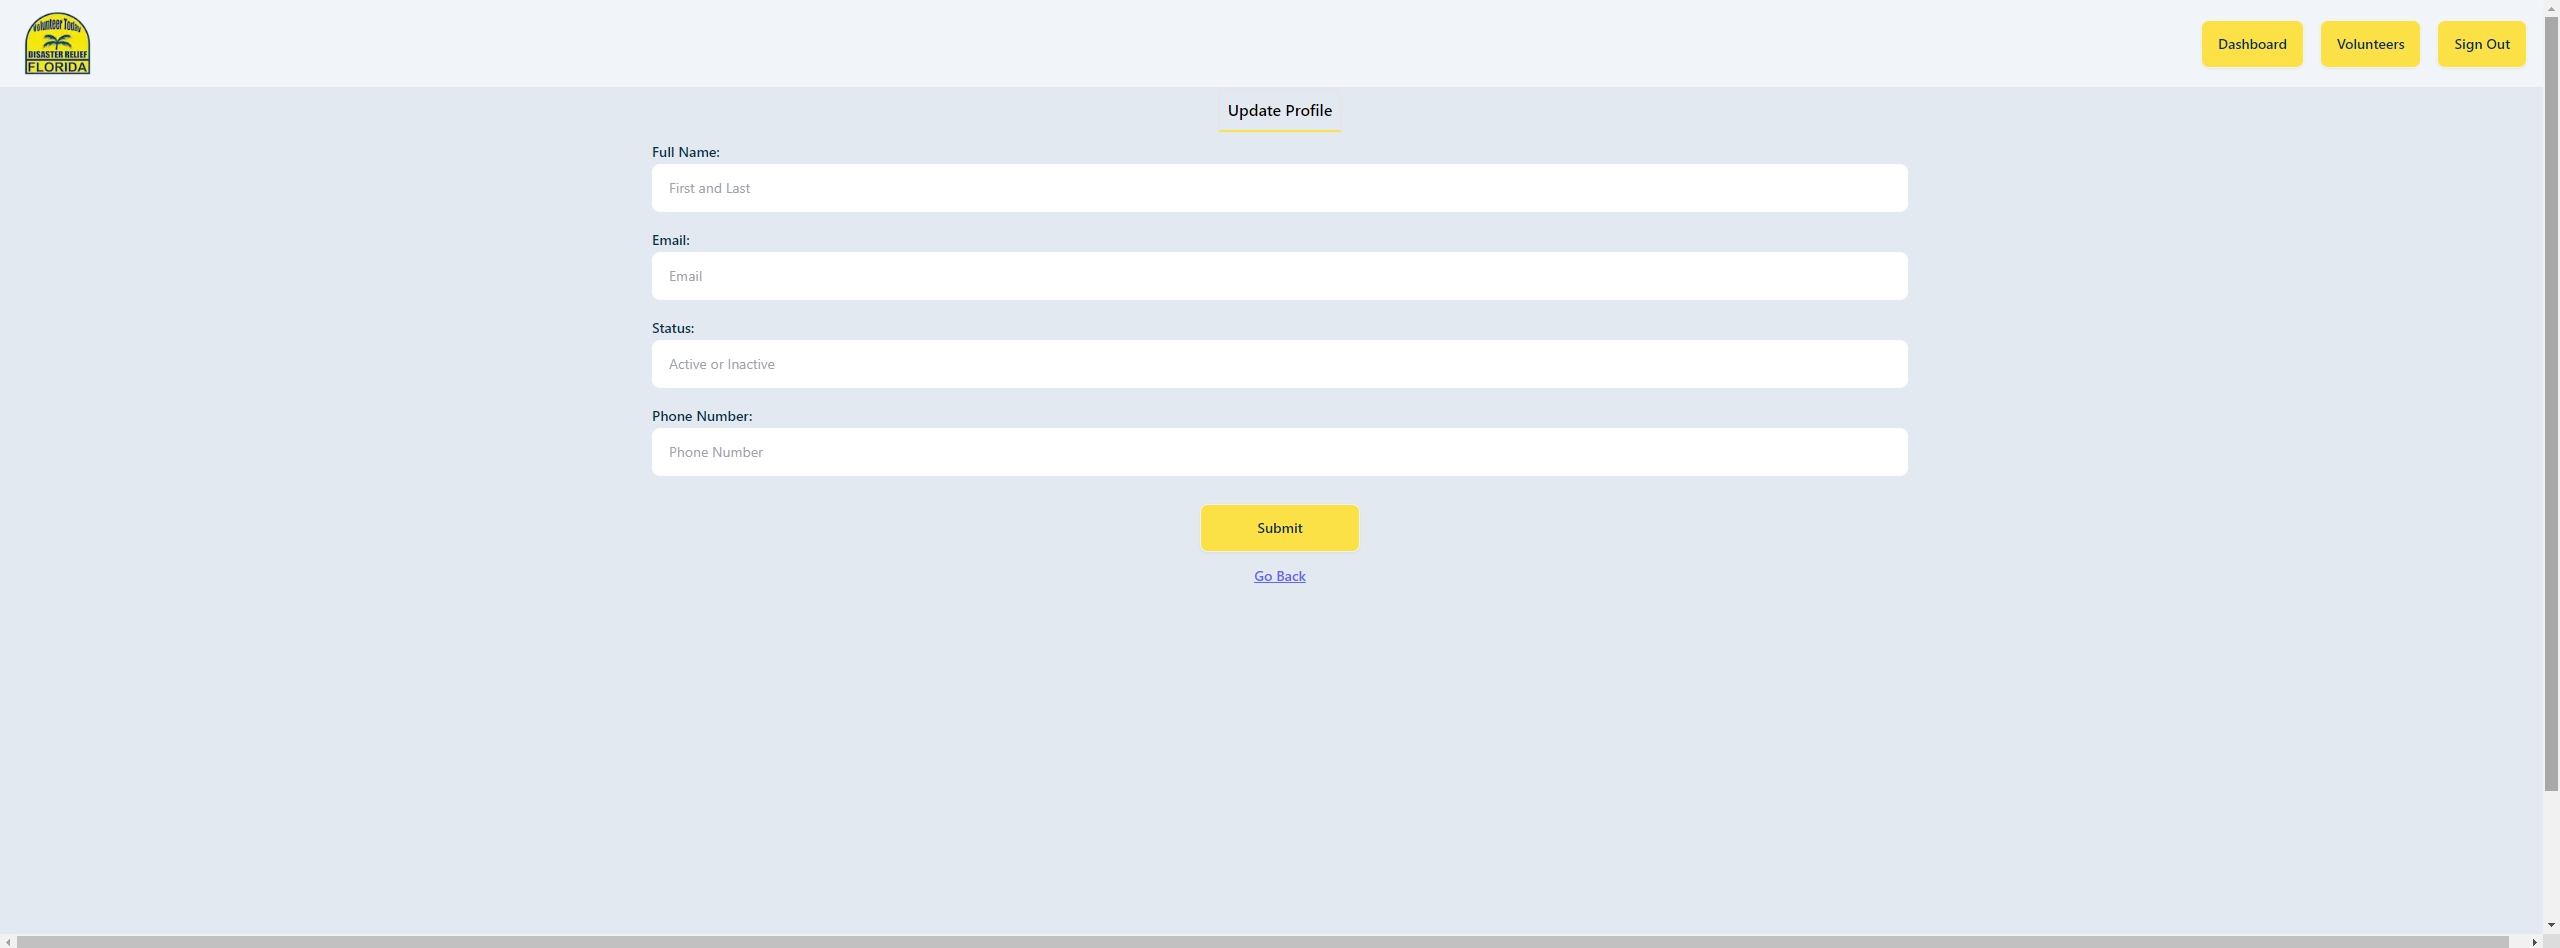 Volunteer Today
DISASTER RELIEF
FLORIDA
Dashboard
Volunteers
Sign Out
Update Profile
Full Name:
First and Last
Email:
Email
Status:
Active or Inactive
Phone Number:
Phone Number
Submit
Go Back